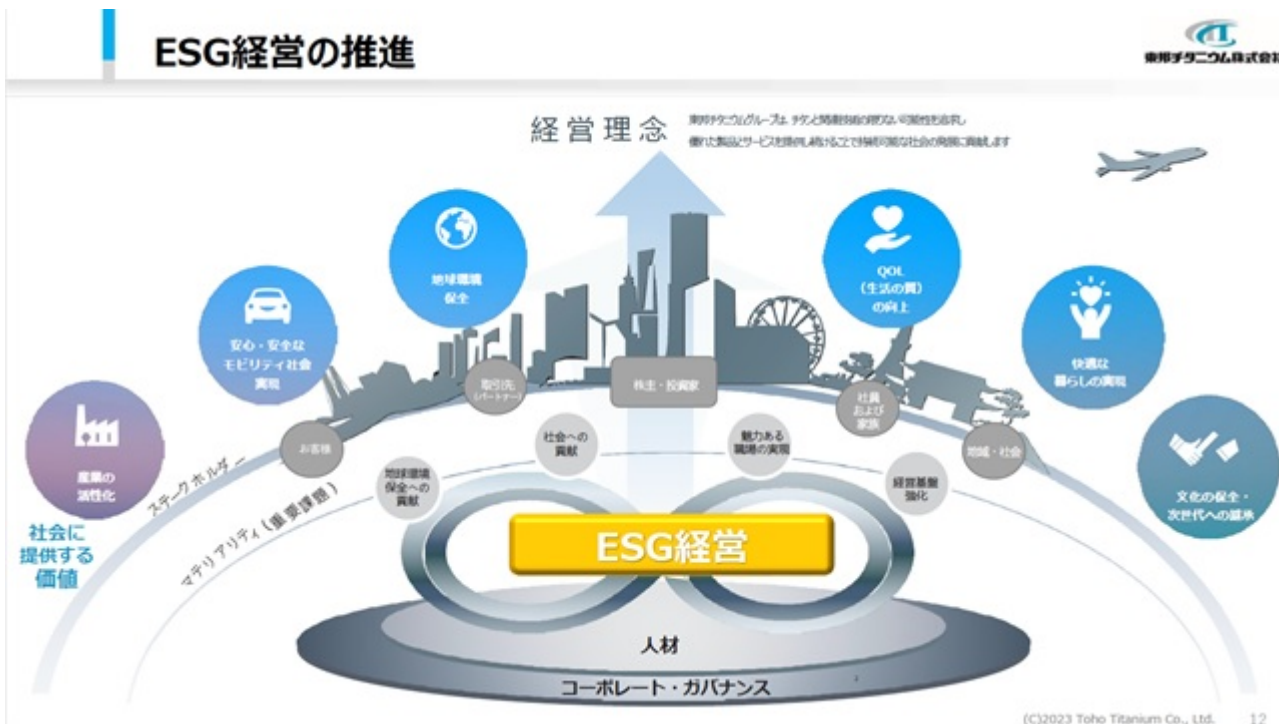 ESG経営の推進
東邦チタニウム株式会社
経営理念
東邦チタニウムグループは、チタンと関連技術の限りない可能性を追求し
優れた製品とサービスを提供し続けることで持続可能な社会の発展に貢献します
地球環境
保全
QOL
(生活の質)
の向上
安心・安全な
モビリティ社会
実現
快適な
暮らしの実現
産業の
活性化
文化の保全・
次世代への継承
社会に
提供する
価値
ステークホルダー
お客様
取引先
(パートナー)
株主・投資家
社員
および
家族
地域・社会
マテリアリティ(重要課題)
地球環境
保全への
貢献
社会への
貢献
魅力ある
職場の実現
経営基盤
強化
ESG経営
人材
コーポレート・ガバナンス
(C)2023 Toho Titanium Co., Ltd.
12